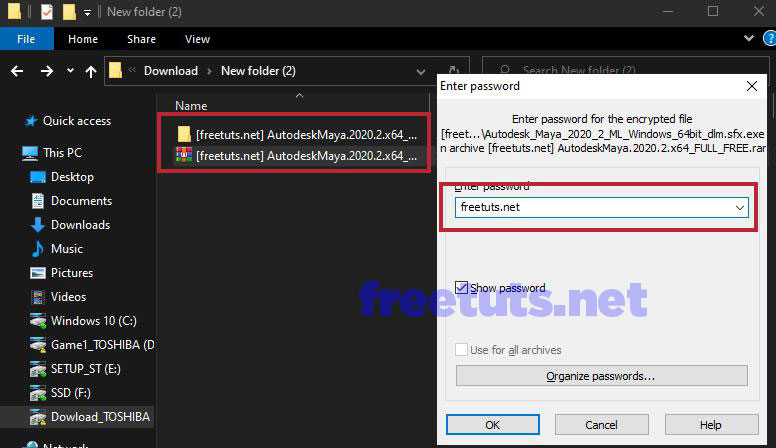 New folder (2)
File
Home
Share
View
Download
New folder (2)
Search New folder (2)
Name
Quick access
This PC
Desktop
Documents
Downloads
Music
Pictures
Videos
Windows 10 (C:)
Game1_TOSHIBA (D
SETUP_ST (E:)
SSD (F:)
Dowload_TOSHIBA
Network
[freetuts.net] AutodeskMaya.2020.2.x64_...
[freetuts.net] AutodeskMaya.2020.2.x64_...
Enter password
Enter password for the encrypted file
[freet...\Autodesk_Maya_2020_2_ML_Windows_64bit_dlm.sfx.exe
n archive [freetuts.net] AutodeskMaya.2020.2.x64_FULL_FREE.rar
Enter password
freetuts.net
Show password
freetuts.net
Use for all archives
Organize passwords...
OK
Cancel
Help